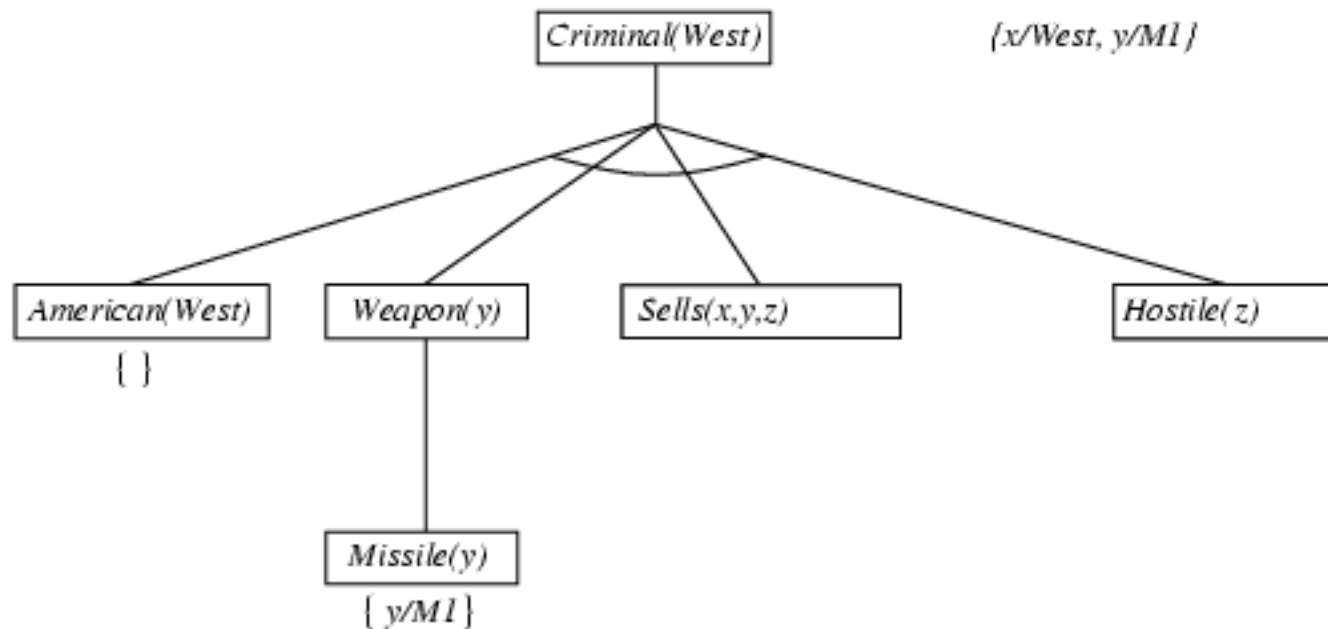 Criminal(West)
{x/West, y/M1}
American(West)
Weapon(y)
Sells(x,y,z)
Hostile(z)
{ }
Missile(y)
{ y/M1 }